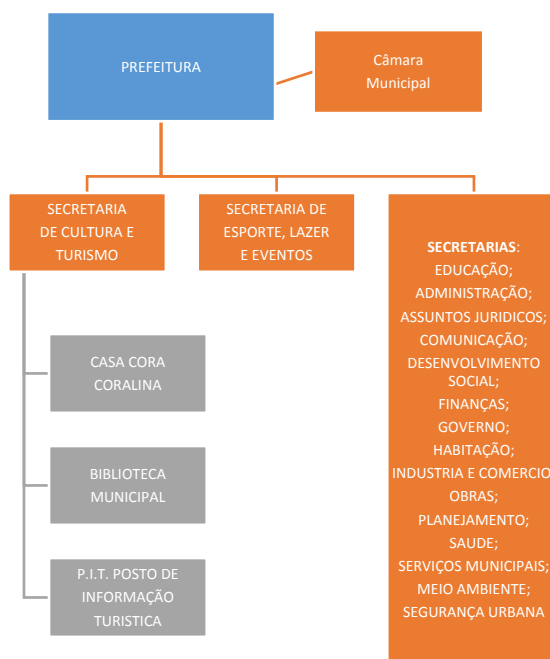 PREFEITURA
Câmara
Municipal
SECRETARIA
DE CULTURA E
TURISMO
SECRETARIA DE
ESPORTE, LAZER
E EVENTOS
SECRETARIAS:
EDUCAÇÃO;
ADMINISTRAÇÃO;
ASSUNTOS JURIDICOS;
COMUNICAÇÃO;
DESENVOLVIMENTO
SOCIAL;
FINANÇAS;
GOVERNO;
HABITAÇÃO;
INDUSTRIA E COMERCIO
OBRAS;
PLANEJAMENTO;
SAUDE;
SERVIÇOS MUNICIPAIS;
MEIO AMBIENTE;
SEGURANÇA URBANA
CASA CORA
CORALINA
BIBLIOTECA
MUNICIPAL
P.I.T. POSTO DE
INFORMAÇÃO
TURISTICA